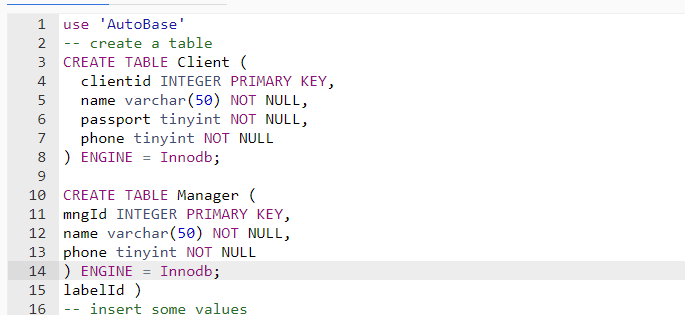 1 use 'AutoBase'
2 -- create a table
3 CREATE TABLE Client (
4   clientid INTEGER PRIMARY KEY,
5   name varchar(50) NOT NULL,
6   passport tinyint NOT NULL,
7   phone tinyint NOT NULL
8 ) ENGINE = Innodb;
9
10 CREATE TABLE Manager (
11 mngId INTEGER PRIMARY KEY,
12 name varchar(50) NOT NULL,
13 phone tinyint NOT NULL
14 ) ENGINE = Innodb;
15 labelId )
16 -- insert some values